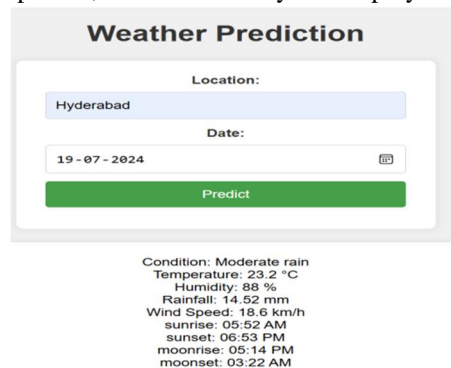 Weather Prediction
Location:
Hyderabad
Date:
19-07-2024
Predict
Condition: Moderate rain
Temperature: 23.2 °C
Humidity: 88 %
Rainfall: 14.52 mm
Wind Speed: 18.6 km/h
sunrise: 05:52 AM
sunset: 06:53 PM
moonrise: 05:14 PM
moonset: 03:22 AM